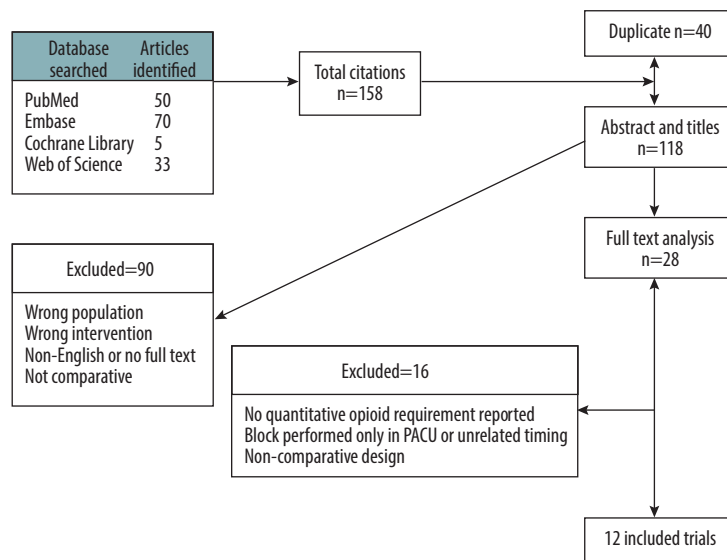 Database searched Articles identified
PubMed 50
Embase 70
Cochrane Library 5
Web of Science 33
Total citations
n=158
Duplicate n=40
Abstract and titles
n=118
Full text analysis
n=28
Excluded=90
Wrong population
Wrong intervention
Non-English or no full text
Not comparative
Excluded=16
No quantitative opioid requirement reported
Block performed only in PACU or unrelated timing
Non-comparative design
12 included trials